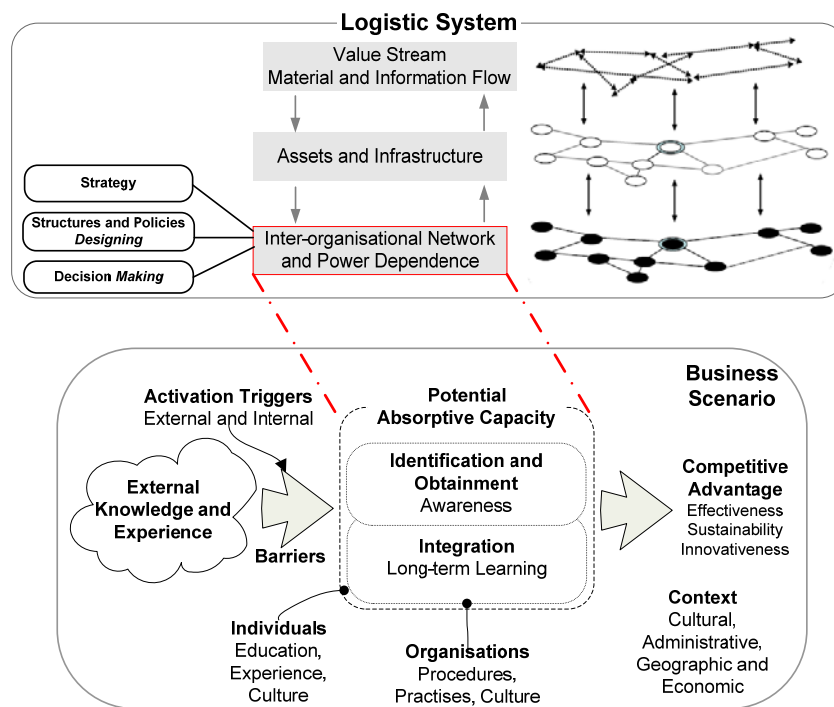 Logistic System
Value Stream
Material and Information Flow
Assets and Infrastructure
Strategy
Structures and Policies
Designing
Decision Making
Inter-organisational Network
and Power Dependence
Business
Scenario
Activation Triggers
External and Internal
Potential
Absorptive Capacity
External
Knowledge and
Experience
Barriers
Identification and
Obtainment
Awareness
Integration
Long-term Learning
Competitive
Advantage
Effectiveness
Sustainability
Innovativeness
Individuals
Education,
Experience,
Culture
Organisations
Procedures,
Practises, Culture
Context
Cultural,
Administrative,
Geographic and
Economic